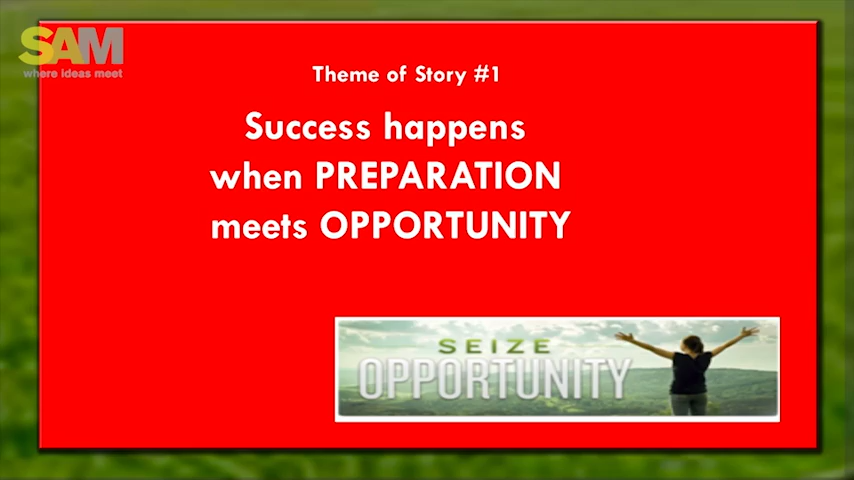 SAM
where ideas meet
Theme of Story #1
Success happens
when PREPARATION
meets OPPORTUNITY
SEIZE
OPPORTUNITY